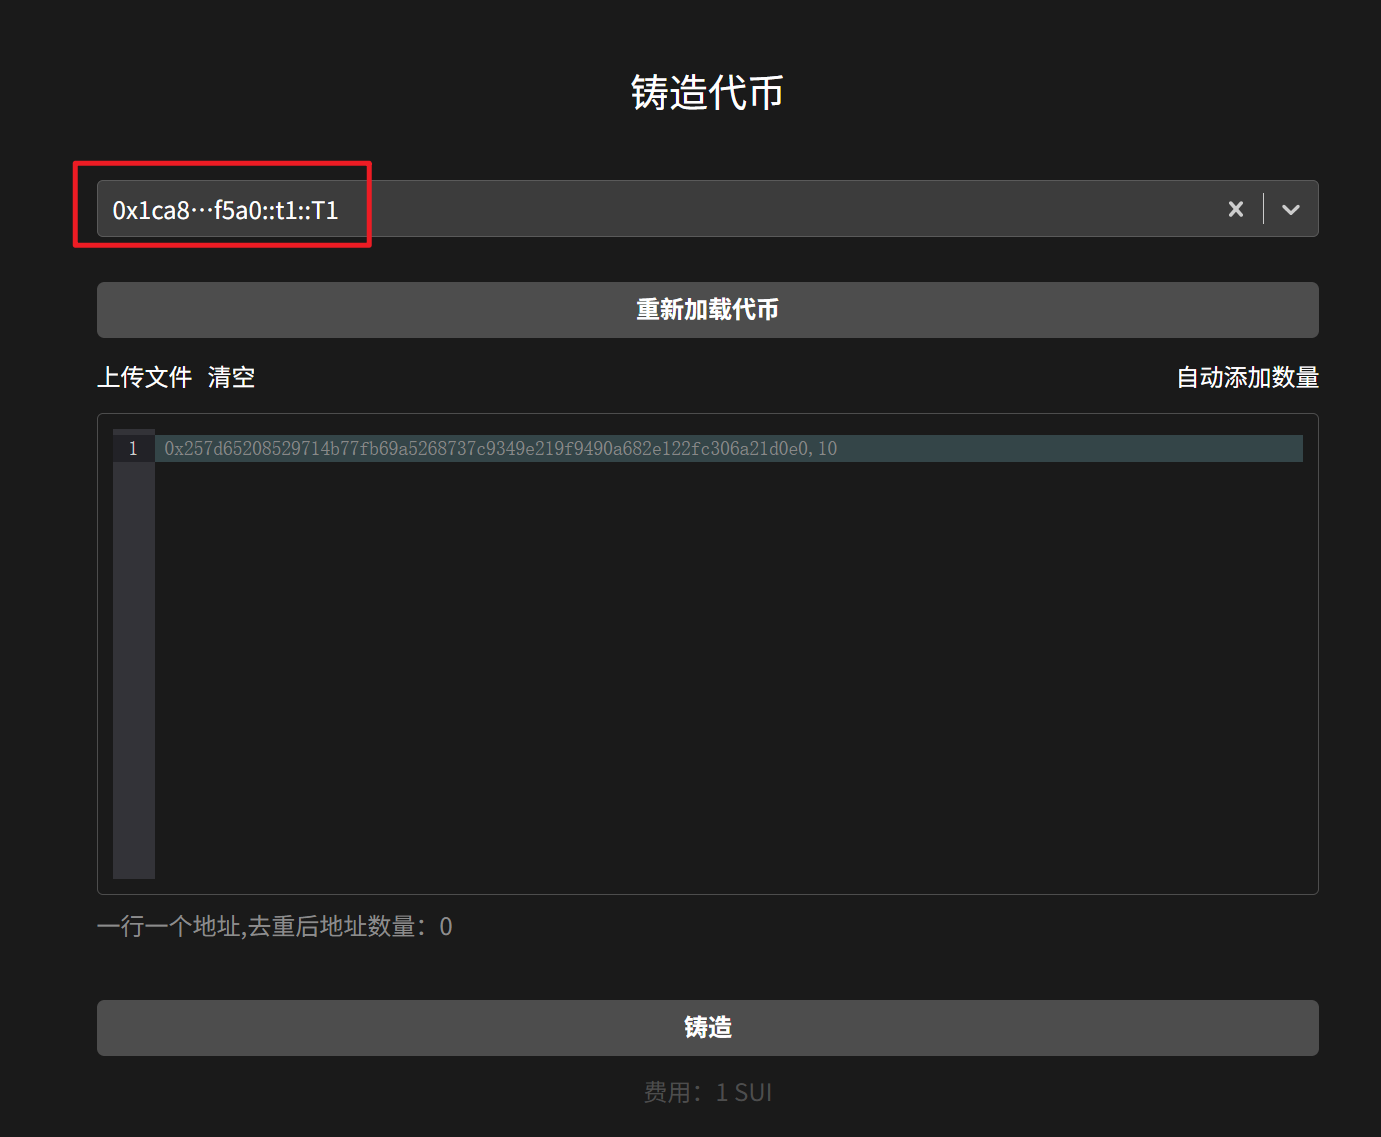 铸造代币
0x1ca8···f5a0::t1::T1
重新加载代币
上传文件 清空 自动添加数量
1 0x257d65208529714b77fb69a5268737c9349e219f9490a682e122fc306a21d0e0,10
一行一个地址,去重后地址数量：0
铸造
费用：1 SUI